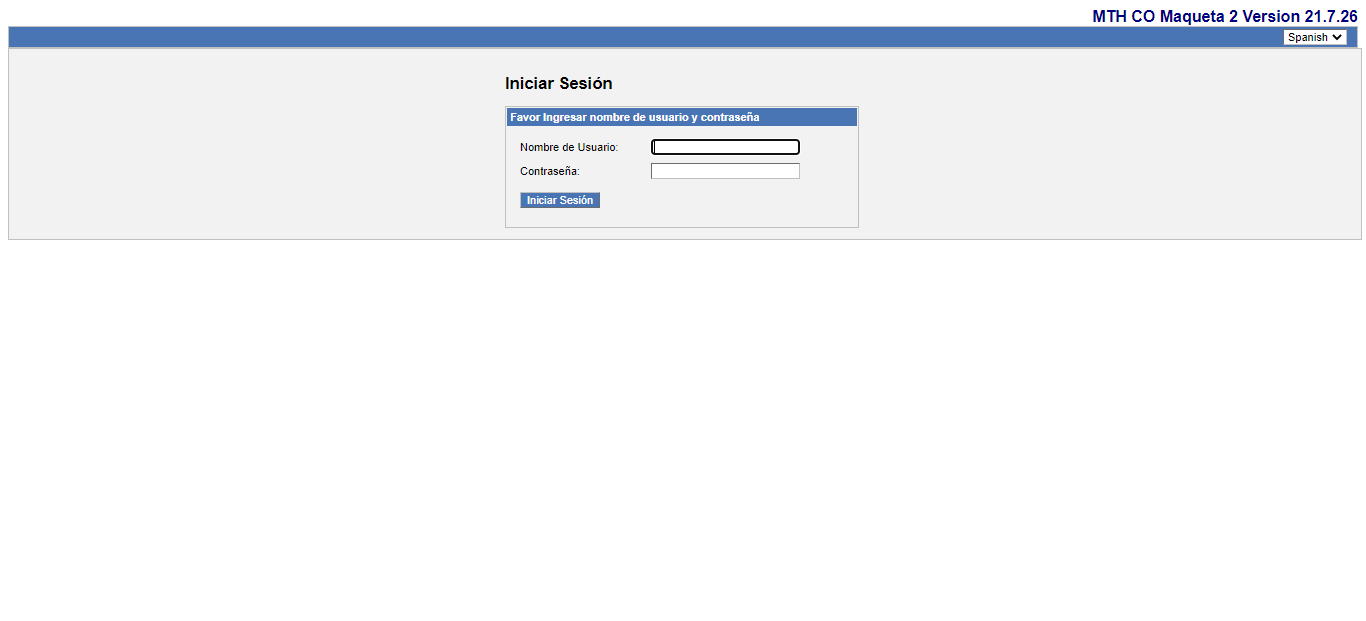 MTH CO Maqueta 2 Version 21.7.26
Spanish
Iniciar Sesión
Favor Ingresar nombre de usuario y contraseña
Nombre de Usuario:
Contraseña:
Iniciar Sesión